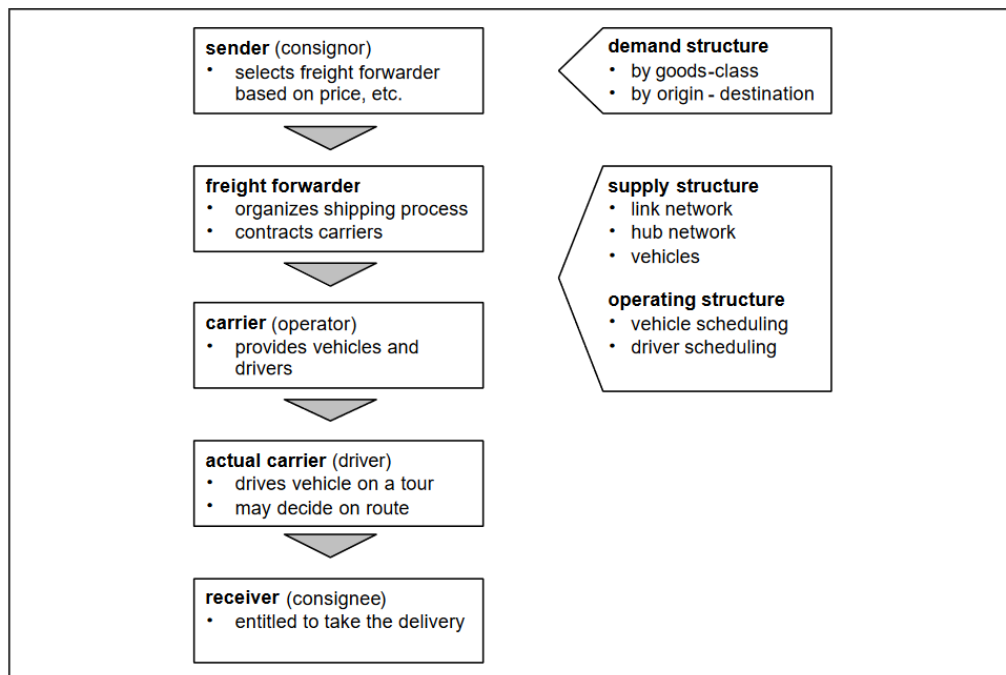 sender (consignor)
• selects freight forwarder
based on price, etc.
freight forwarder
• organizes shipping process
• contracts carriers
carrier (operator)
• provides vehicles and
drivers
actual carrier (driver)
• drives vehicle on a tour
• may decide on route
receiver (consignee)
• entitled to take the delivery
demand structure
• by goods-class
• by origin - destination
supply structure
• link network
• hub network
• vehicles
operating structure
• vehicle scheduling
• driver scheduling